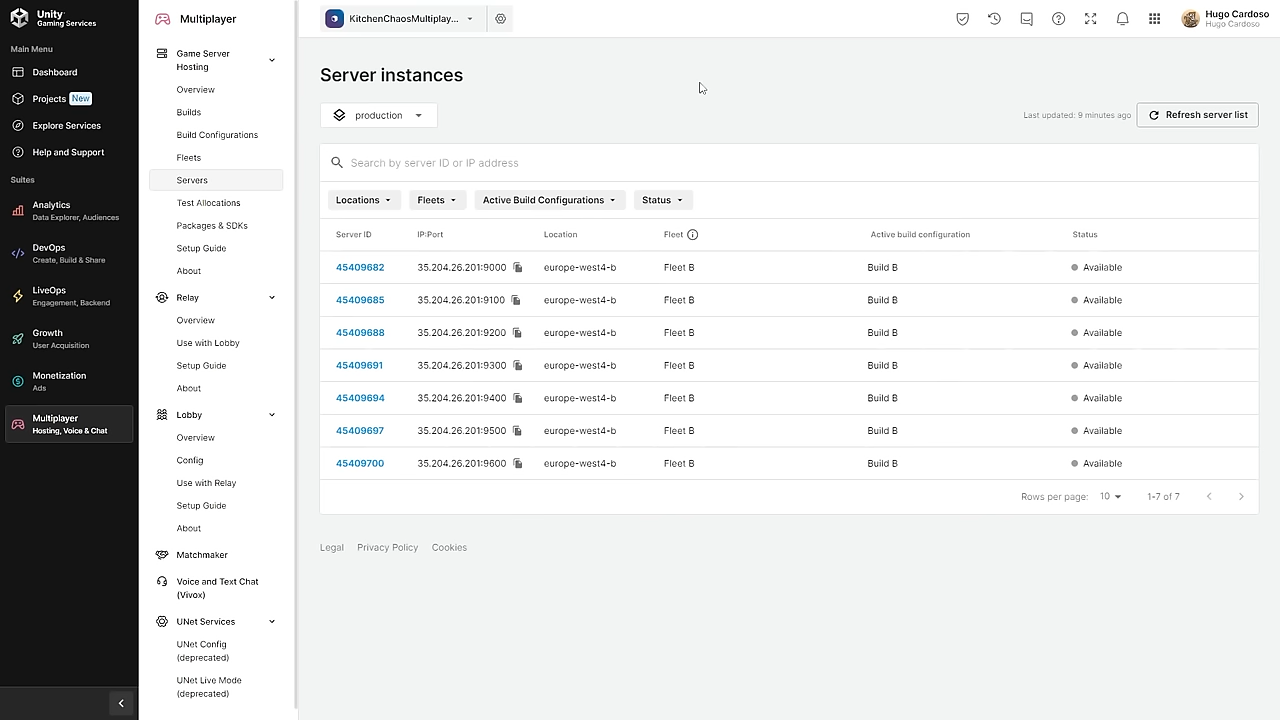 Unity
Gaming Services
Main Menu
Dashboard
Projects New
Explore Services
Help and Support
Suites
Analytics
Data Explorer, Audiences
DevOps
Create, Build & Share
LiveOps
Engagement, Backend
Growth
User Acquisition
Monetization
Ads
Multiplayer
Hosting, Voice & Chat
Multiplayer
Game Server
Hosting
Overview
Builds
Build Configurations
Fleets
Servers
Test Allocations
Packages & SDKs
Setup Guide
About
Relay
Overview
Use with Lobby
Setup Guide
About
Lobby
Overview
Config
Use with Relay
Setup Guide
About
Matchmaker
Voice and Text Chat
(Vivox)
UNet Services
UNet Config
(deprecated)
UNet Live Mode
(deprecated)
KitchenChaosMultiplay...
Hugo Cardoso
Hugo Cardoso
Server instances
production
Last updated: 9 minutes ago
Refresh server list
Search by server ID or IP address
Locations Fleets Active Build Configurations Status
Server ID IP:Port Location Fleet Active build configuration Status
45409682 35.204.26.201:9000 europe-west4-b Fleet B Build B Available
45409685 35.204.26.201:9100 europe-west4-b Fleet B Build B Available
45409688 35.204.26.201:9200 europe-west4-b Fleet B Build B Available
45409691 35.204.26.201:9300 europe-west4-b Fleet B Build B Available
45409694 35.204.26.201:9400 europe-west4-b Fleet B Build B Available
45409697 35.204.26.201:9500 europe-west4-b Fleet B Build B Available
45409700 35.204.26.201:9600 europe-west4-b Fleet B Build B Available
Rows per page: 10 1-7 of 7
Legal Privacy Policy Cookies